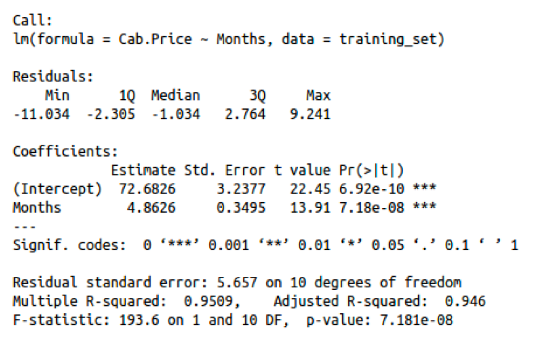 Call:
lm(formula = Cab.Price ~ Months, data = training_set)
Residuals:
Min 1Q Median 3Q Max
-11.034 -2.305 -1.034 2.764 9.241
Coefficients:
Estimate Std. Error t value Pr(>|t|)
(Intercept) 72.6826 3.2377 22.45 6.92e-10 ***
Months 4.8626 0.3495 13.91 7.18e-08 ***
---
Signif. codes: 0 ‘***’ 0.001 ‘**’ 0.01 ‘*’ 0.05 ‘.’ 0.1 ‘ ’ 1
Residual standard error: 5.657 on 10 degrees of freedom
Multiple R-squared: 0.9509, Adjusted R-squared: 0.946
F-statistic: 193.6 on 1 and 10 DF, p-value: 7.181e-08